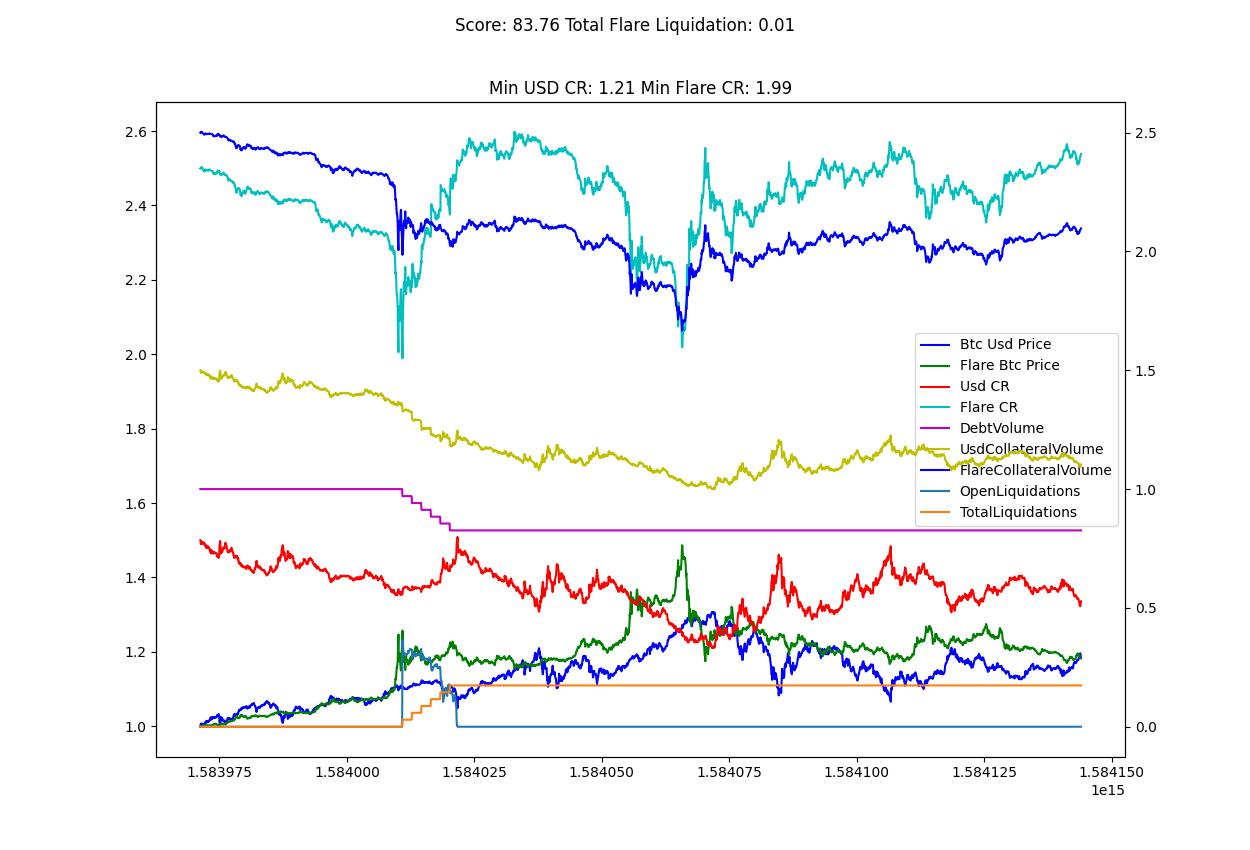 Score: 83.76 Total Flare Liquidation: 0.01
Min USD CR: 1.21 Min Flare CR: 1.99
2.6
2.4
2.2
2.0
1.8
1.6
1.4
1.2
1.0
2.5
2.0
1.5
1.0
0.5
0.0
Btc Usd Price
Flare Btc Price
Usd CR
Flare CR
DebtVolume
UsdCollateralVolume
FlareCollateralVolume
OpenLiquidations
TotalLiquidations
1.583975 1.584000 1.584025 1.584050 1.584075 1.584100 1.584125 1.584150
1e15